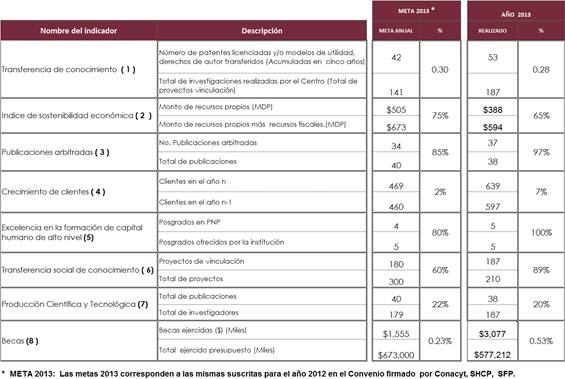 META 2013 *
AÑO 2013
Nombre del indicador
Descripción
META ANUAL
%
REALIZADO
%
Transferencia de conocimiento ( 1 )
Número de patentes licenciadas y/o modelos de utilidad, derechos de autor transferidos (Acumuladas en cinco años)
42
0.30
53
0.28
Total de investigaciones realizadas por el Centro (Total de proyectos vinculación)
141
187
Indice de sostenibilidad económica ( 2 )
Monto de recursos propios (MDP)
$505
75%
$388
65%
Monto de recursos propios más recursos fiscales.(MDP)
$673
$594
Publicaciones arbitradas ( 3 )
No. Publicaciones arbitradas
34
85%
37
97%
Total de publicaciones
40
38
Crecimiento de clientes ( 4 )
Clientes en el año n
469
2%
639
7%
Clientes en el año n-1
460
597
Excelencia en la formación de capital humano de alto nivel (5)
Posgrados en PNP
4
80%
5
100%
Posgrados ofrecidos por la institución
5
5
Transferencia social de conocimiento ( 6)
Proyectos de vinculación
180
60%
187
89%
Total de proyectos
300
210
Producción Científica y Tecnológica (7)
Total de publicaciones
40
22%
38
20%
Total de investigadores
179
187
Becas (8 )
Becas ejercidas ($) (Miles)
$1,555
0.23%
$3,077
0.53%
Total ejercido presupuesto (Miles)
$673,000
$577,212
* META 2013: Las metas 2013 corresponden a las mismas suscritas para el año 2012 en el Convenio firmado por Conacyt, SHCP, SFP.